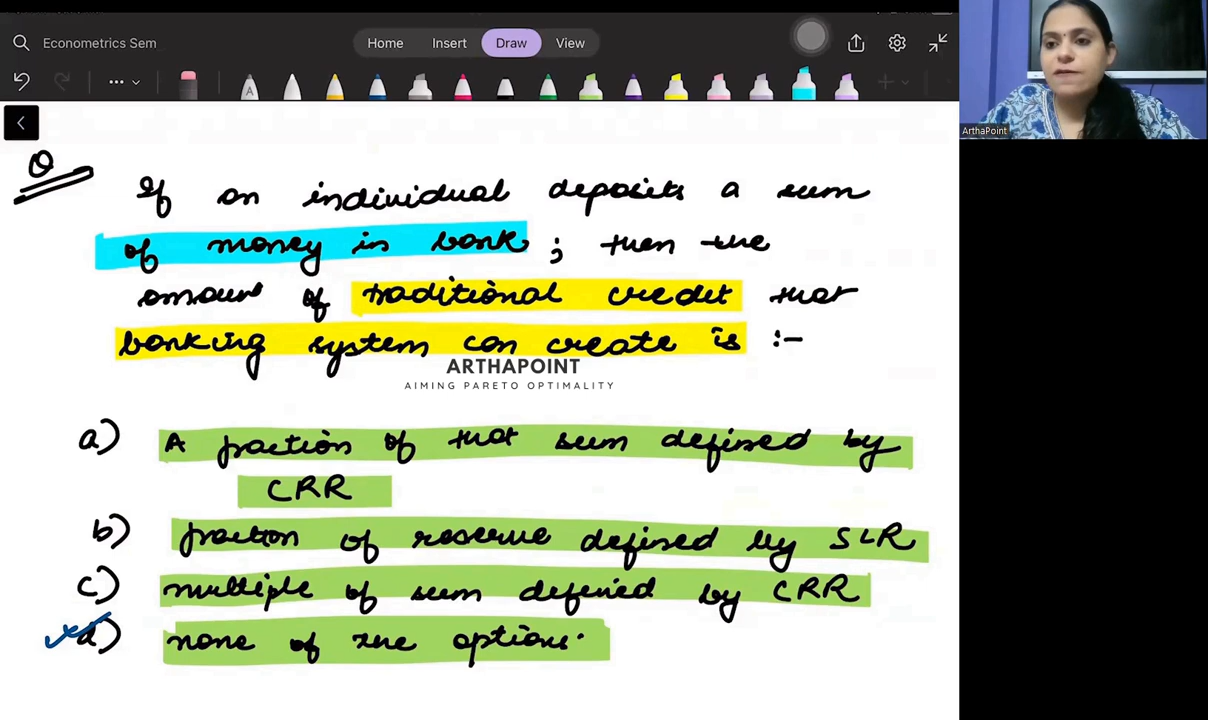 Econometrics Sem
Home Insert Draw View
A
ArthaPoint
Q
If an individual deposits a sum
of money in bank ; then the
amount of traditional credit that
banking system can create is :-
ARTHAPOINT
AIMING PARETO OPTIMALITY
a) A fraction of that sum defined by
CRR
b) fraction of reserve defined by SLR
c) multiple of sum defined by CRR
d) none of the options.